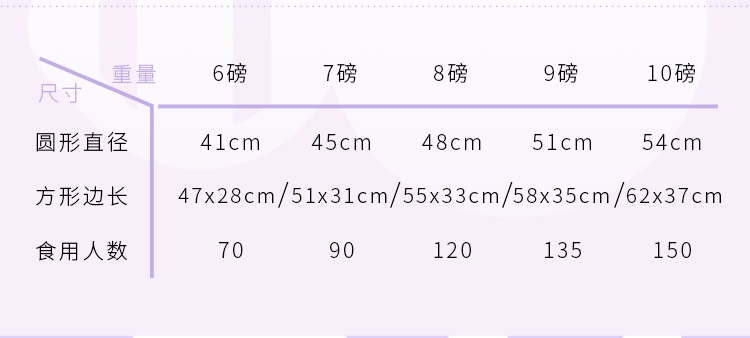 重量 6磅 7磅 8磅 9磅 10磅
尺寸
圆形直径 41cm 45cm 48cm 51cm 54cm
方形边长 47x28cm/51x31cm/55x33cm/58x35cm/62x37cm
食用人数 70 90 120 135 150